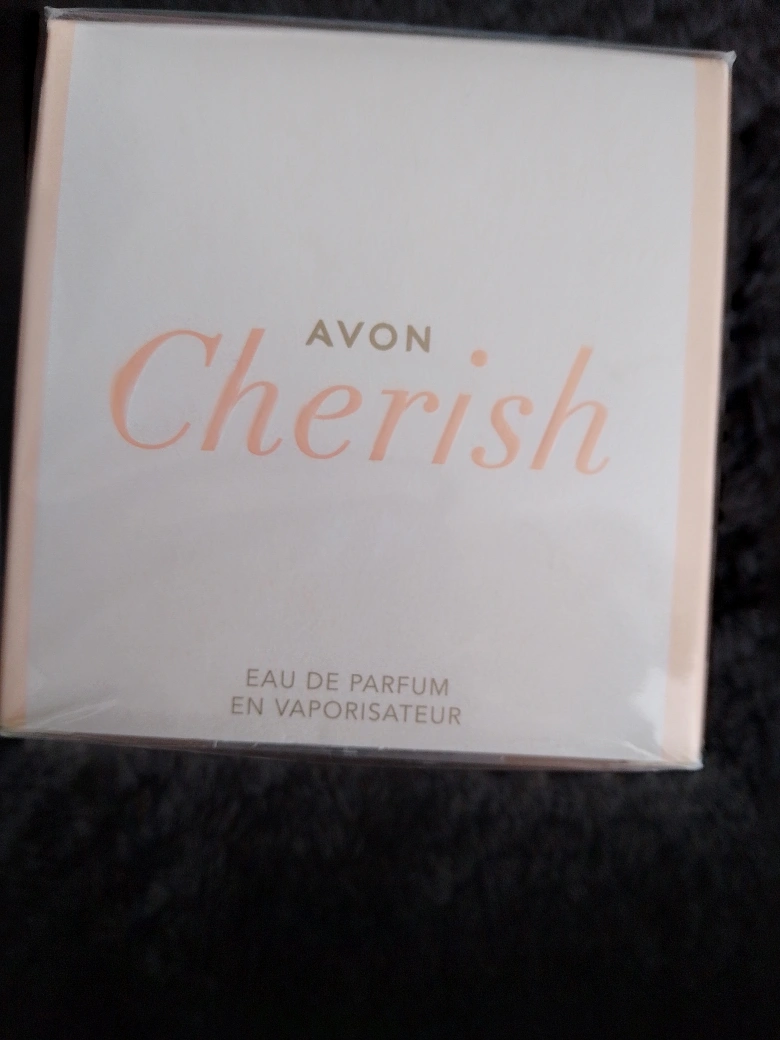 AVON
Cherish
EAU DE PARFUM
EN VAPORISATEUR